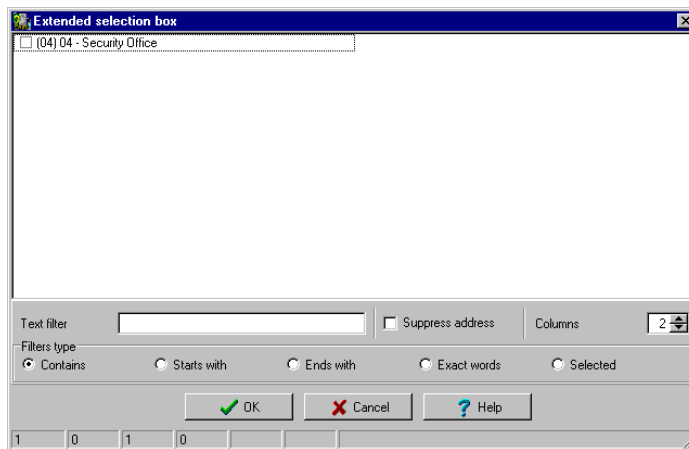 Extended selection box
(04) 04 - Security Office
Text filter Suppress address Columns 2
Filters type
Contains Starts with Ends with Exact words Selected
OK Cancel ? Help
1 0 1 0